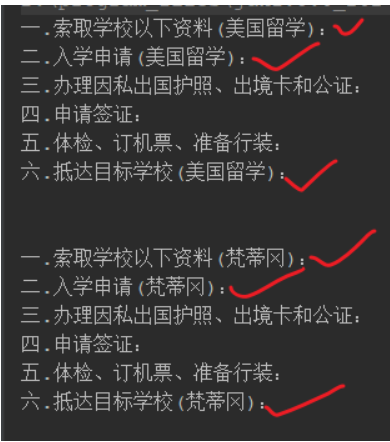 一.索取学校以下资料(美国留学):
二.入学申请(美国留学):
三.办理因私出国护照、出境卡和公证:
四.申请签证:
五.体检、订机票、准备行装:
六.抵达目标学校(美国留学):
一.索取学校以下资料(梵蒂冈):
二.入学申请(梵蒂冈):
三.办理因私出国护照、出境卡和公证:
四.申请签证:
五.体检、订机票、准备行装:
六.抵达目标学校(梵蒂冈):